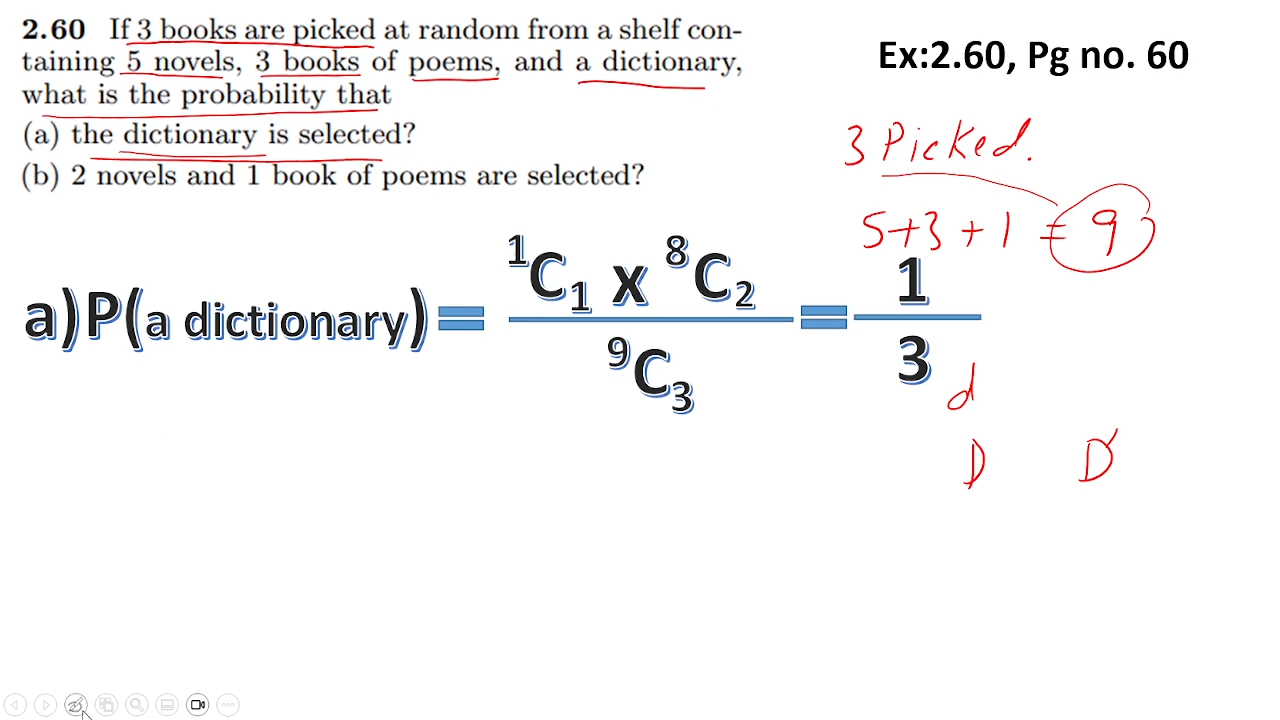 2.60 If 3 books are picked at random from a shelf con-
taining 5 novels, 3 books of poems, and a dictionary,
what is the probability that
(a) the dictionary is selected?
(b) 2 novels and 1 book of poems are selected?
Ex:2.60, Pg no. 60
3 Picked.
5+3+1 = 9
a)P(a dictionary) = ¹C₁ x ⁸C₂ / ⁹C₃ = 1/3
d
D D'